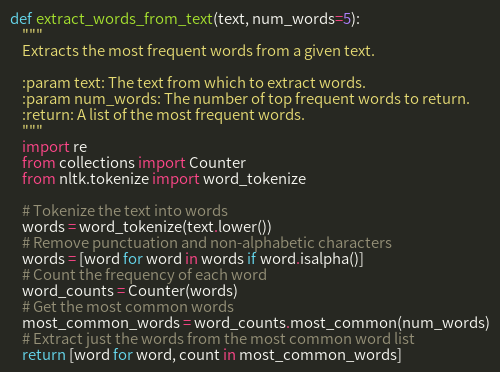 def extract_words_from_text(text, num_words=5):
    """
    Extracts the most frequent words from a given text.

    :param text: The text from which to extract words.
    :param num_words: The number of top frequent words to return.
    :return: A list of the most frequent words.
    """
    import re
    from collections import Counter
    from nltk.tokenize import word_tokenize

    # Tokenize the text into words
    words = word_tokenize(text.lower())
    # Remove punctuation and non-alphabetic characters
    words = [word for word in words if word.isalpha()]
    # Count the frequency of each word
    word_counts = Counter(words)
    # Get the most common words
    most_common_words = word_counts.most_common(num_words)
    # Extract just the words from the most common word list
    return [word for word, count in most_common_words]